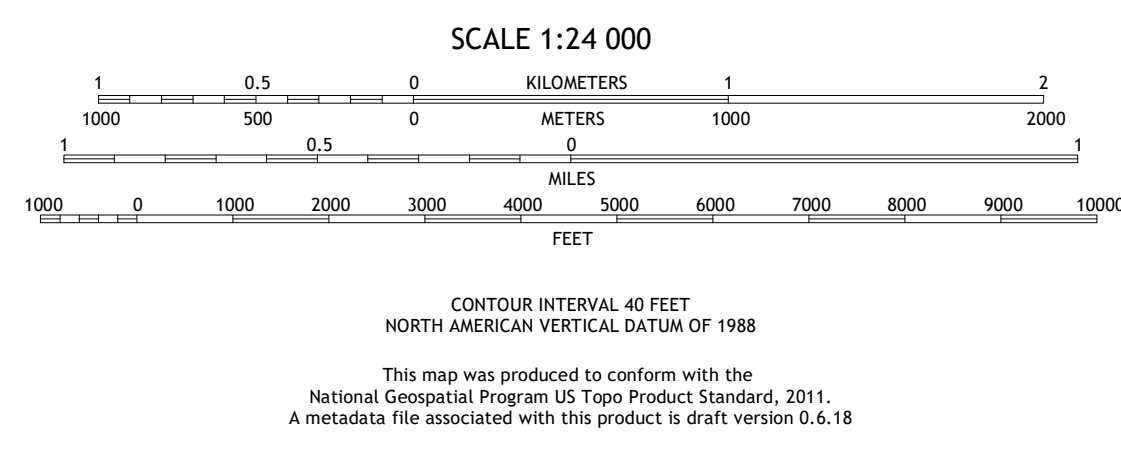 SCALE 1:24 000
1 0.5 0 KILOMETERS 1 2
1000 500 0 METERS 1000 2000
1 0.5 0 1
MILES
1000 0 1000 2000 3000 4000 5000 6000 7000 8000 9000 10000
FEET
CONTOUR INTERVAL 40 FEET
NORTH AMERICAN VERTICAL DATUM OF 1988
This map was produced to conform with the
National Geospatial Program US Topo Product Standard, 2011.
A metadata file associated with this product is draft version 0.6.18